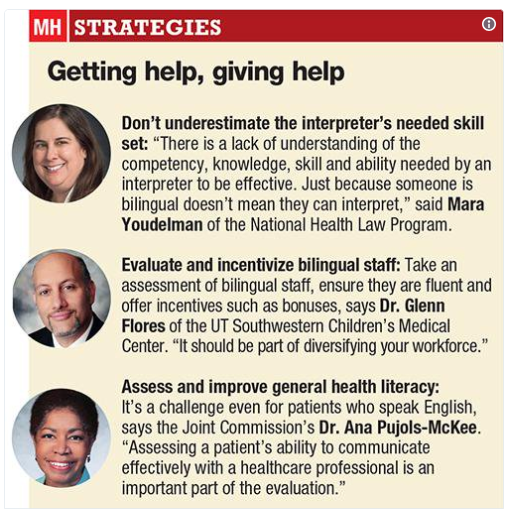 MH STRATEGIES
Getting help, giving help
Don’t underestimate the interpreter’s needed skill
set: “There is a lack of understanding of the
competency, knowledge, skill and ability needed by an
interpreter to be effective. Just because someone is
bilingual doesn’t mean they can interpret,” said Mara
Youdelman of the National Health Law Program.
Evaluate and incentivize bilingual staff: Take an
assessment of bilingual staff, ensure they are fluent and
offer incentives such as bonuses, says Dr. Glenn
Flores of the UT Southwestern Children’s Medical
Center. “It should be part of diversifying your workforce.”
Assess and improve general health literacy:
It’s a challenge even for patients who speak English,
says the Joint Commission’s Dr. Ana Pujols-McKee.
“Assessing a patient’s ability to communicate
effectively with a healthcare professional is an
important part of the evaluation.”